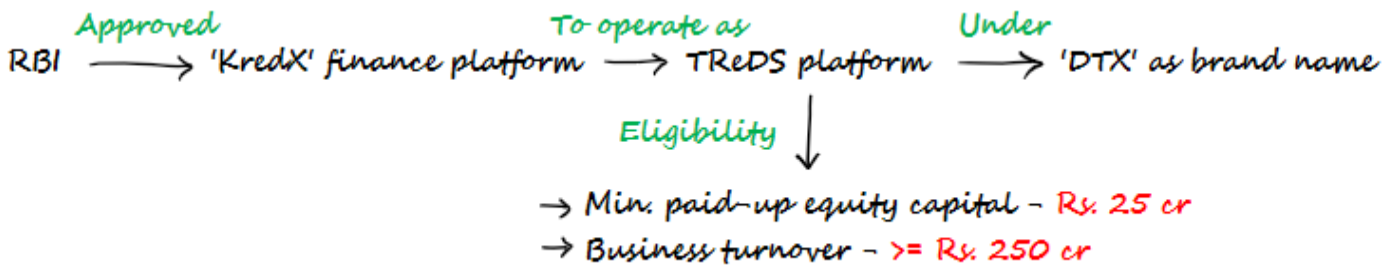 Approved To operate as Under
RBI → 'KredX' finance platform → TReDS platform → 'DTX' as brand name
Eligibility
→ Min. paid-up equity capital - Rs. 25 cr
→ Business turnover - >= Rs. 250 cr